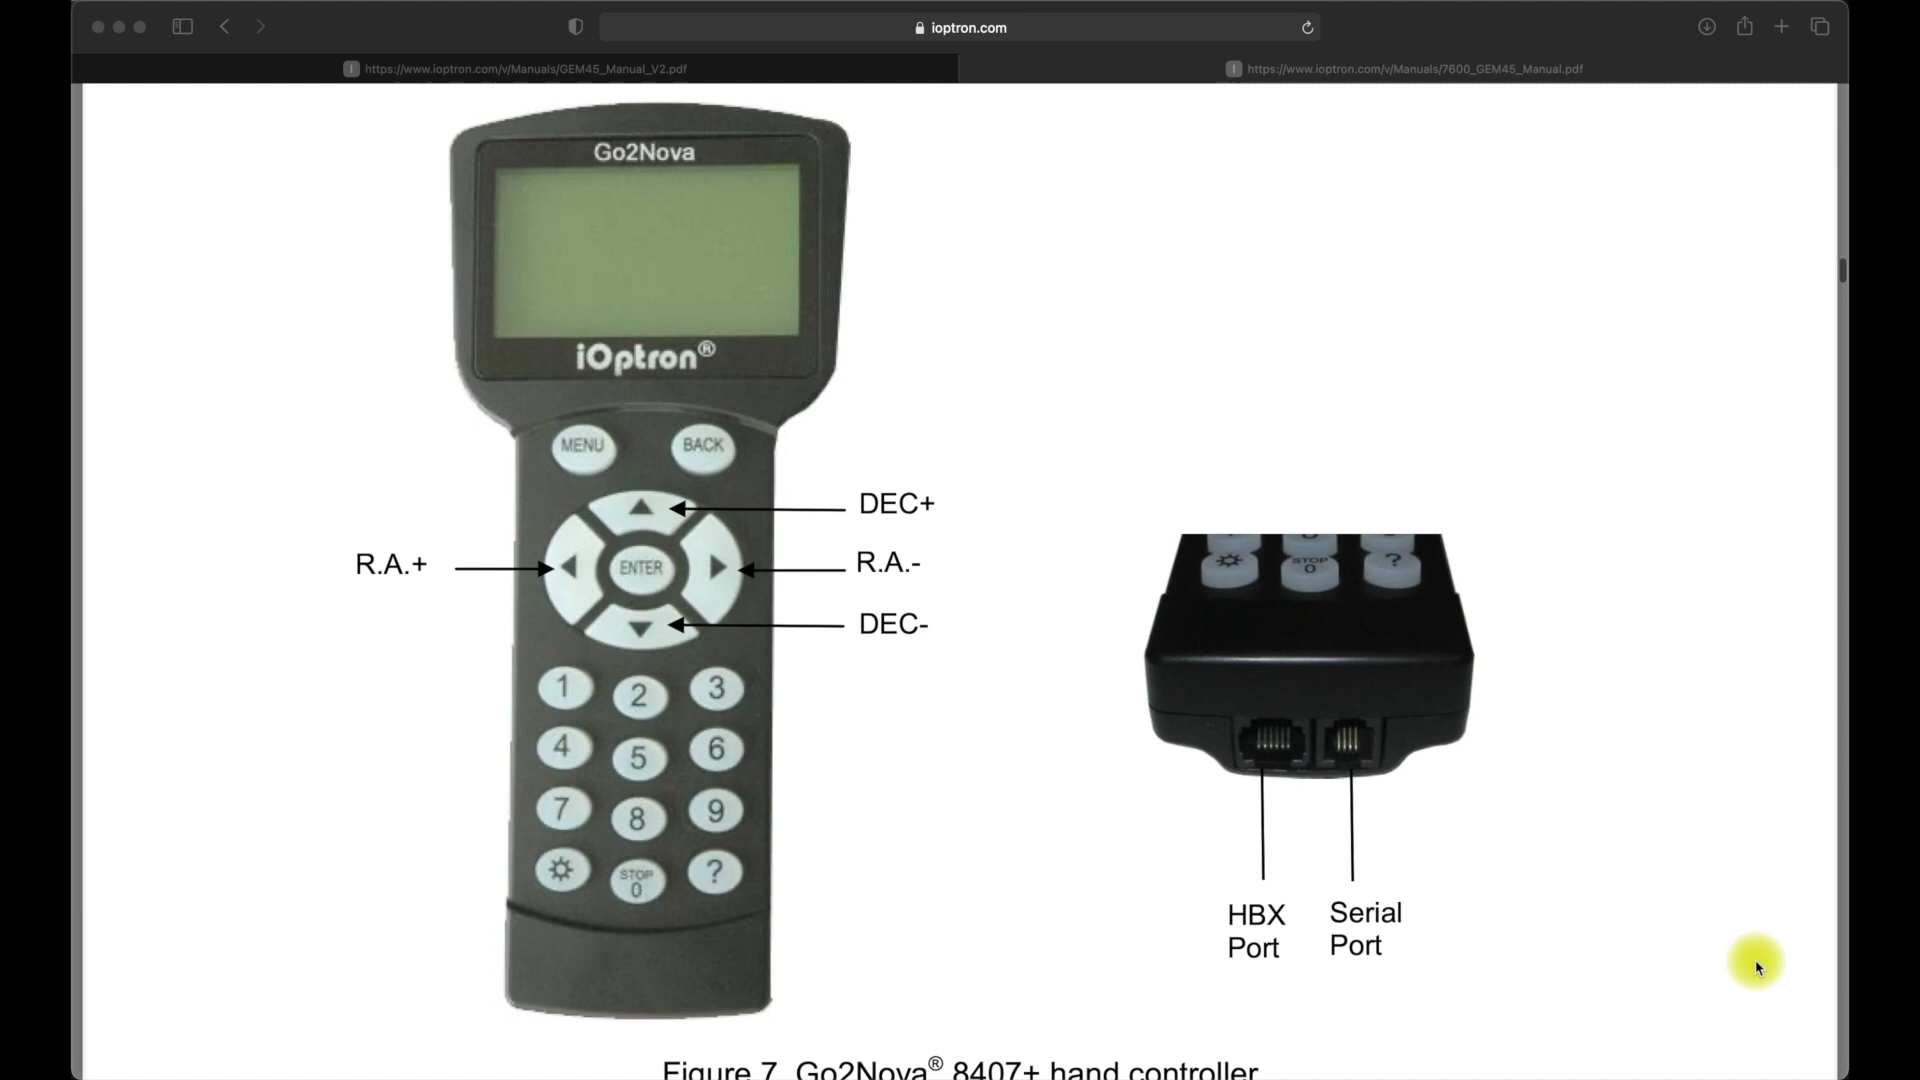 ioptron.com
https://www.ioptron.com/v/Manuals/GEM45_Manual_V2.pdf
https://www.ioptron.com/v/Manuals/7600_GEM45_Manual.pdf
Go2Nova
iOptron®
MENU BACK
DEC+
R.A.+
ENTER
R.A.-
DEC-
1 2 3
4 5 6
7 8 9
STOP
0
?
STOP
0
?
HBX
Port
Serial
Port
Figure 7. Go2Nova® 8407+ hand controller